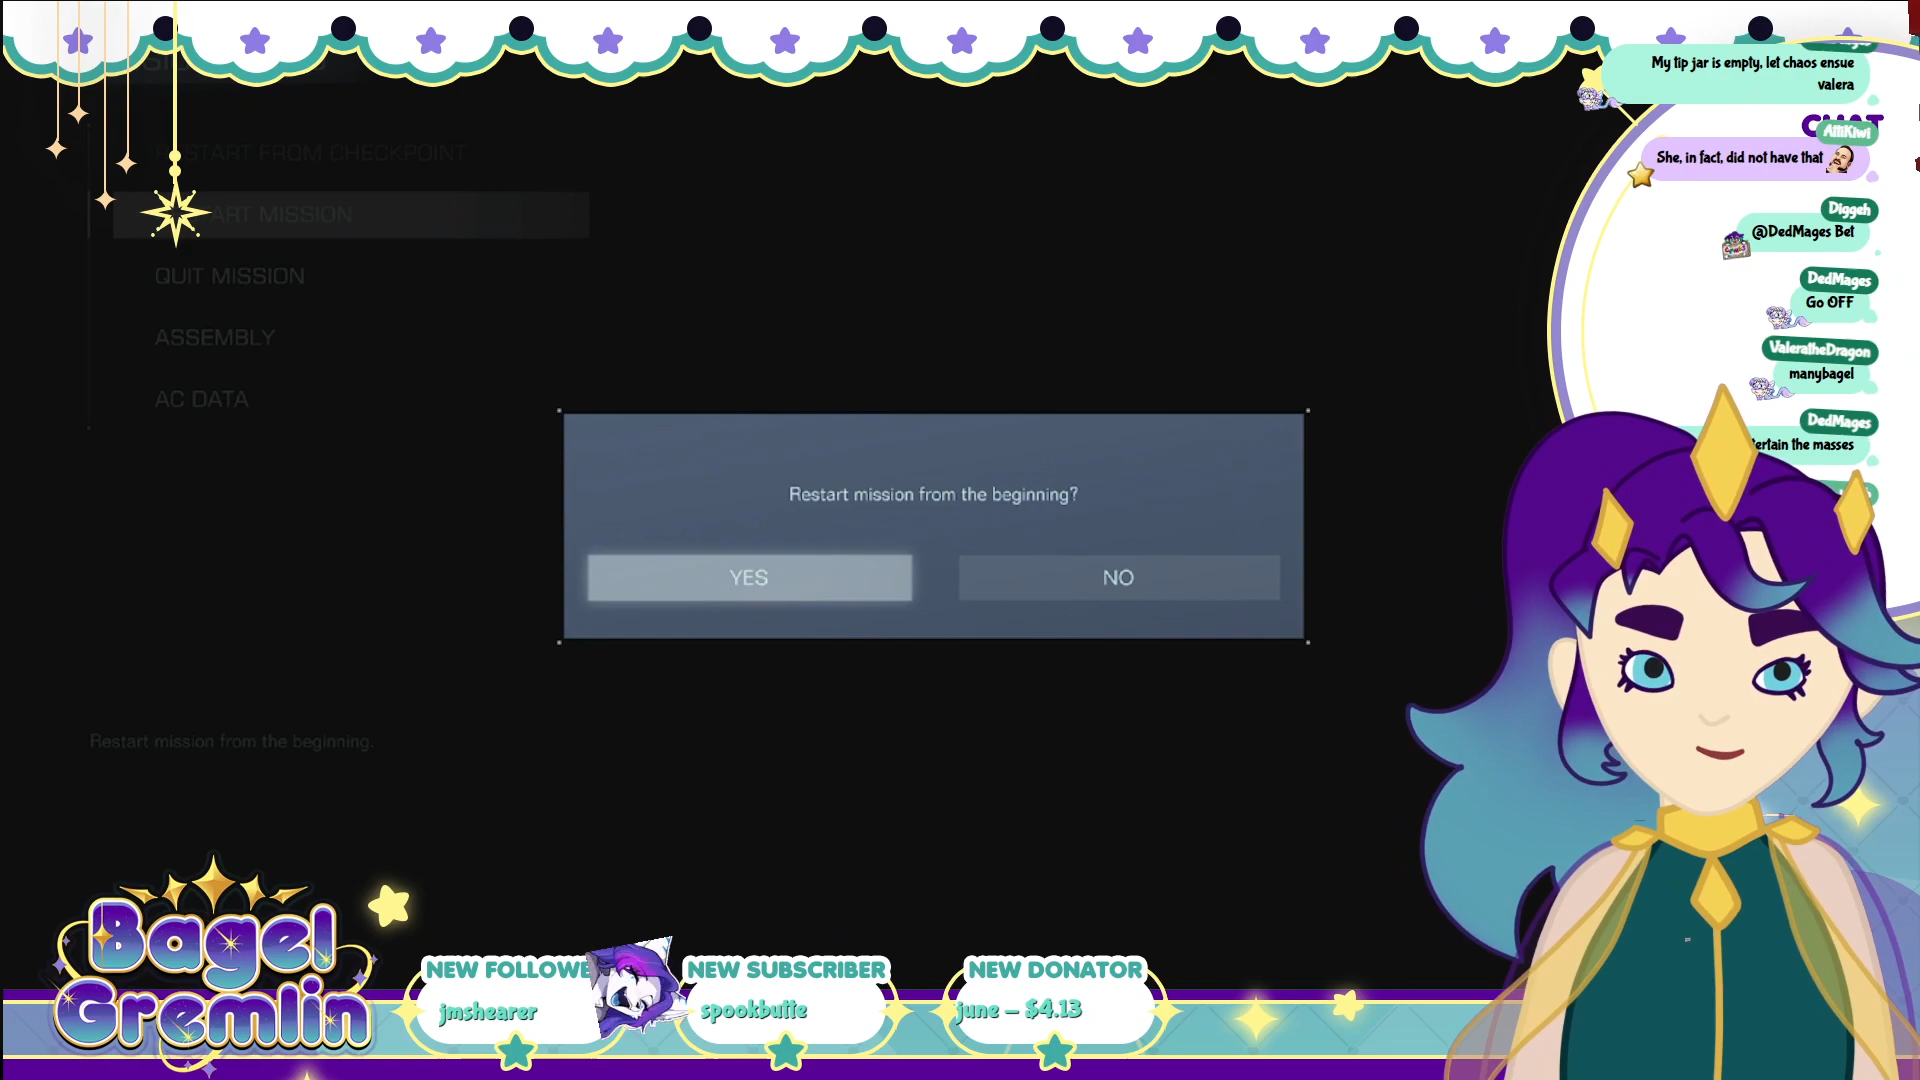 RESTART FROM CHECKPOINT
RESTART MISSION
QUIT MISSION
ASSEMBLY
AC DATA
Restart mission from the beginning?
YES
NO
Restart mission from the beginning.
My tip jar is empty, let chaos ensue
valera
CHAT
AlliKiwi
She, in fact, did not have that
Diggeh
@DedMages Bet
DedMages
Go OFF
ValeratheDragon
manybagel
DedMages
the masses
Bagel
Gremlin
NEW FOLLOWE
jmshearer
NEW SUBSCRIBER
spookbutte
NEW DONATOR
june – $4.13